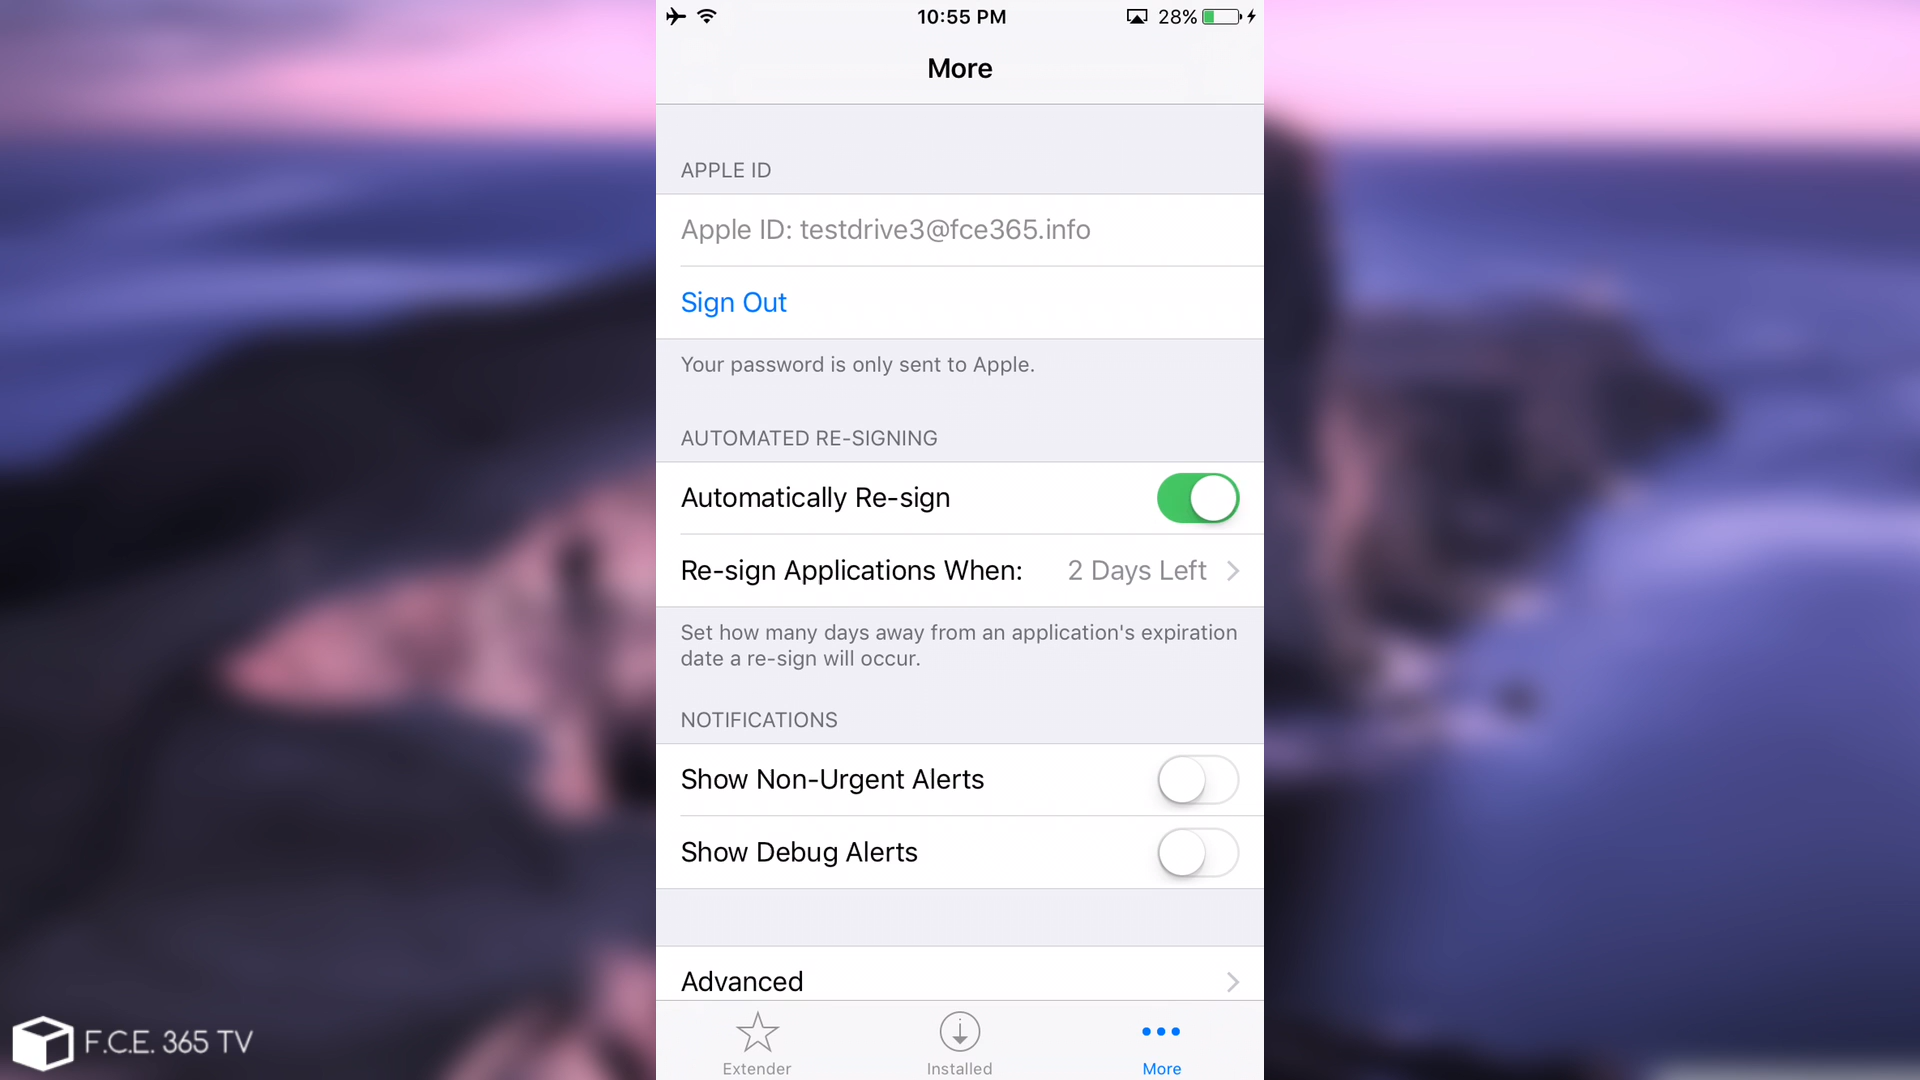 10:55 PM
28%
More
APPLE ID
Apple ID: testdrive3@fce365.info
Sign Out
Your password is only sent to Apple.
AUTOMATED RE-SIGNING
Automatically Re-sign
Re-sign Applications When: 2 Days Left
Set how many days away from an application's expiration
date a re-sign will occur.
NOTIFICATIONS
Show Non-Urgent Alerts
Show Debug Alerts
Advanced
Extender
Installed
More
F.C.E. 365 TV